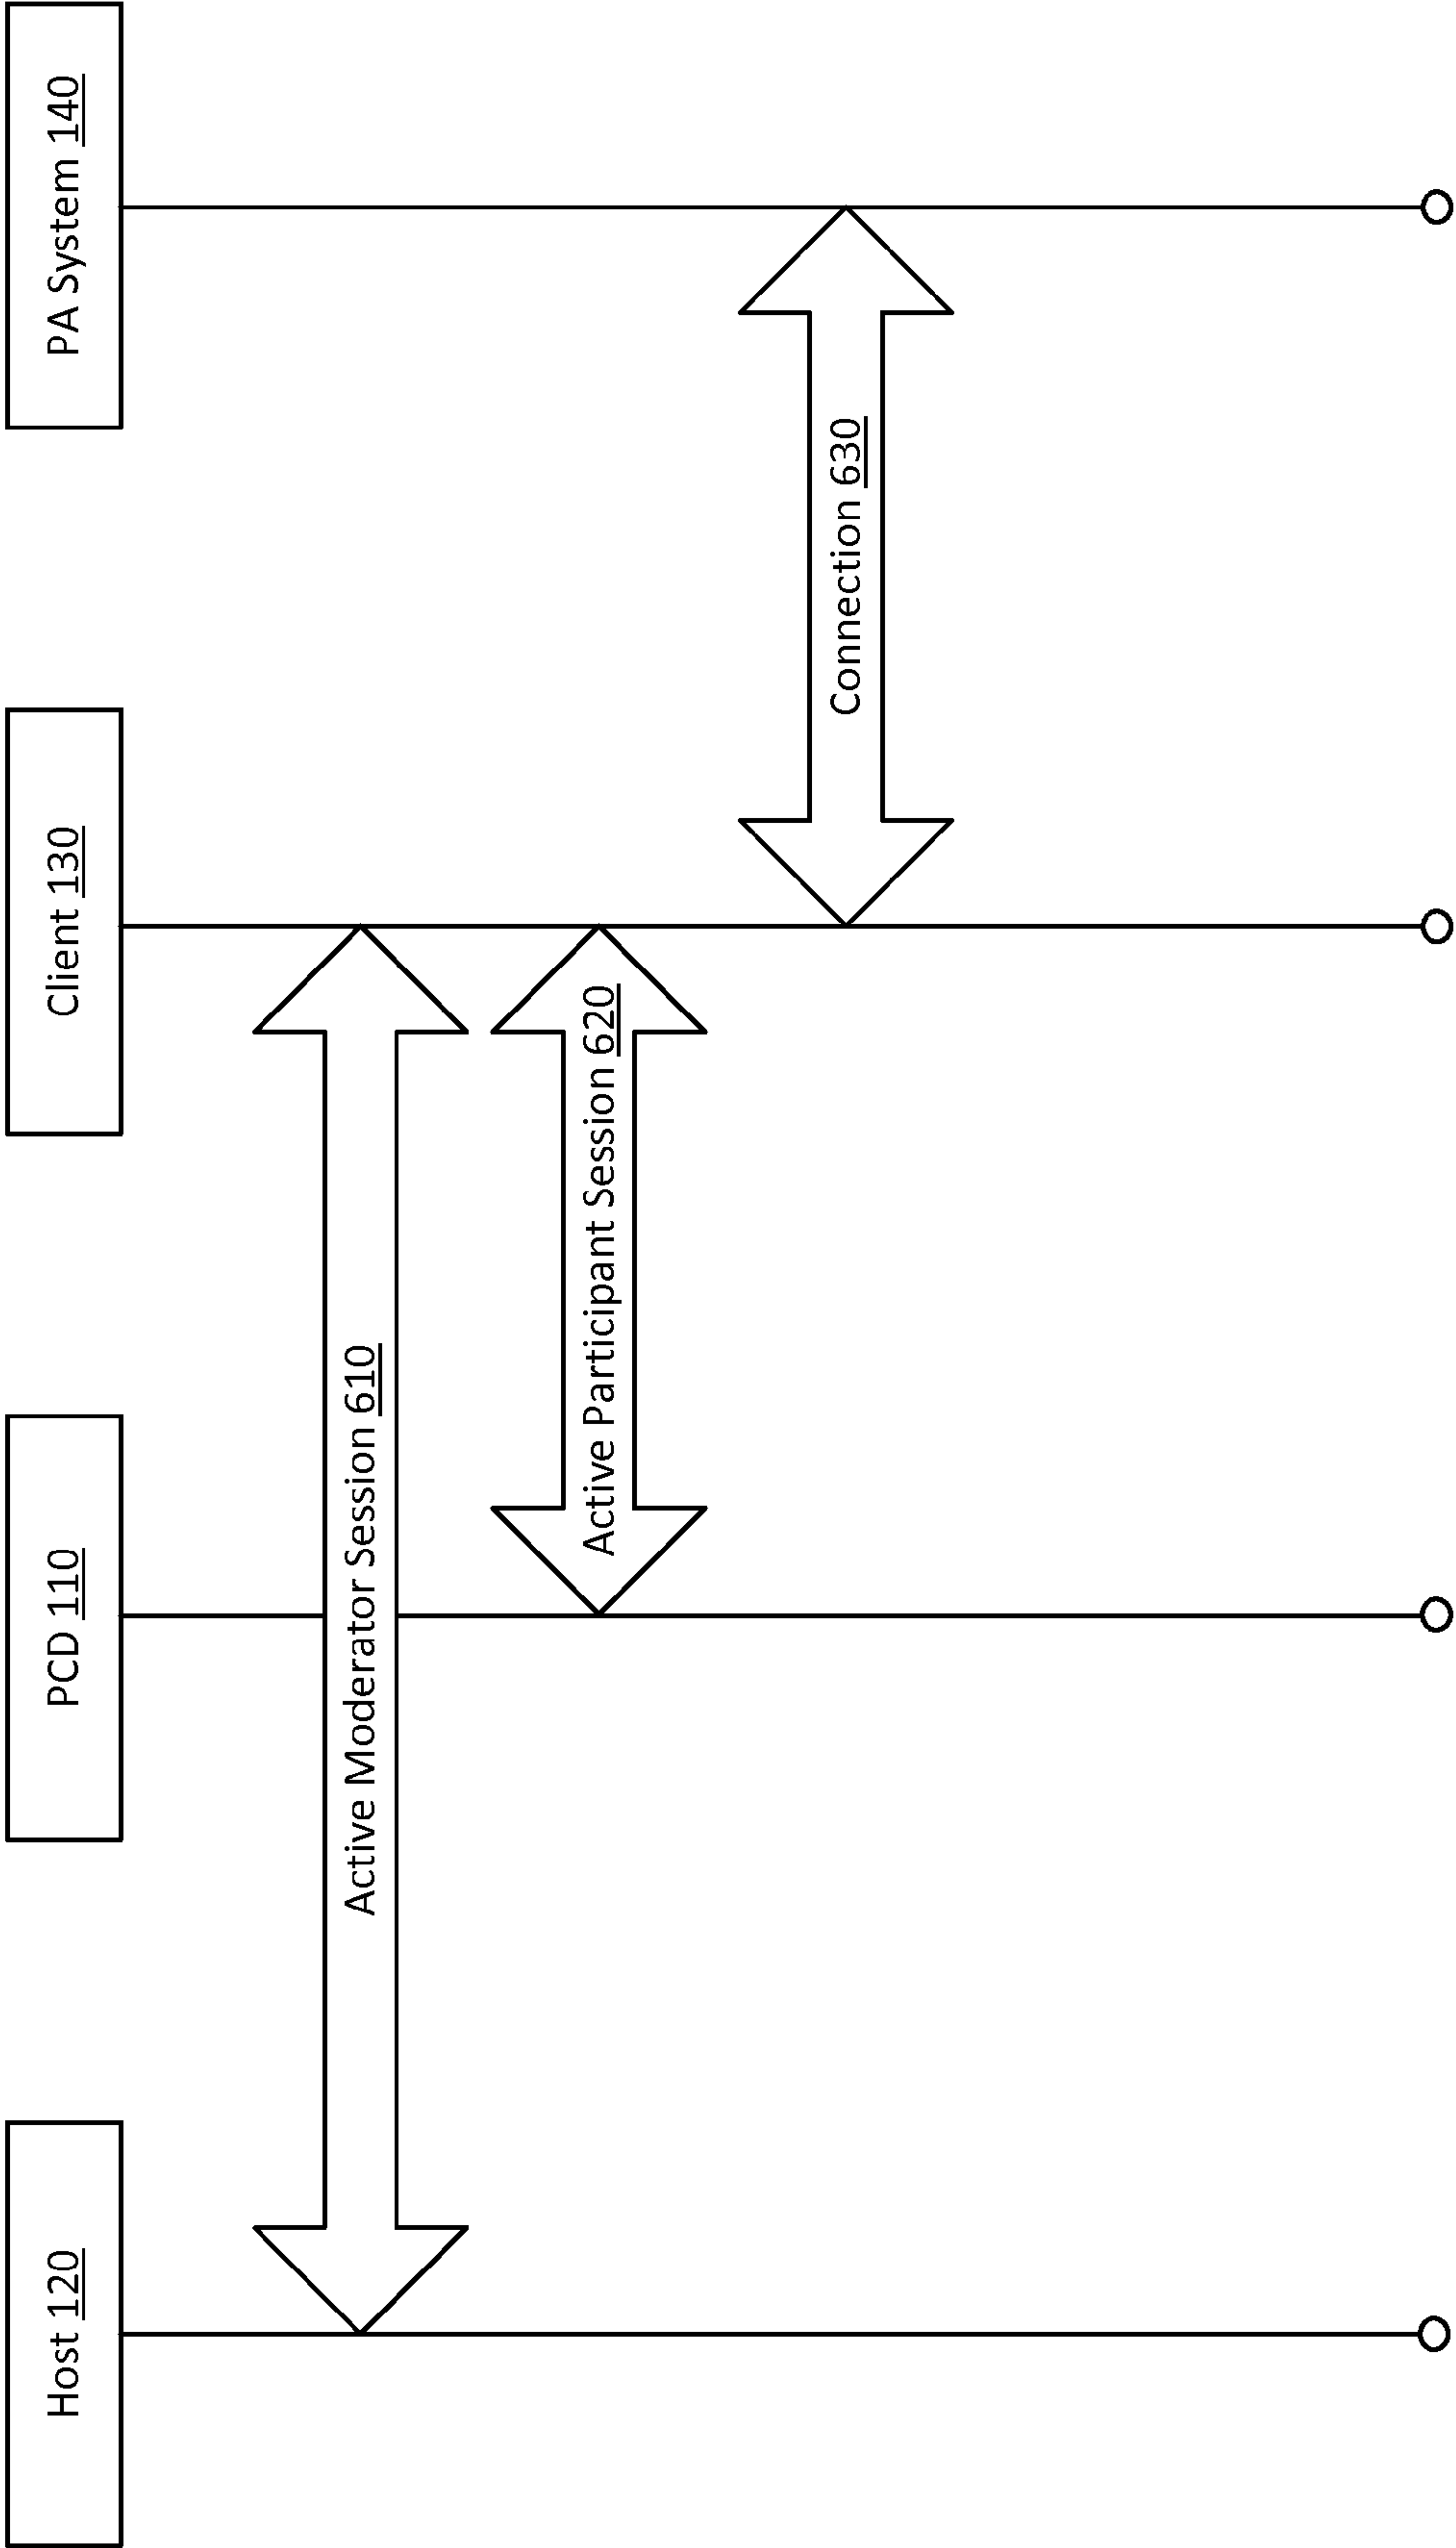 Host 120
PCD 110
Client 130
PA System 140
Active Moderator Session 610
Active Participant Session 620
Connection 630